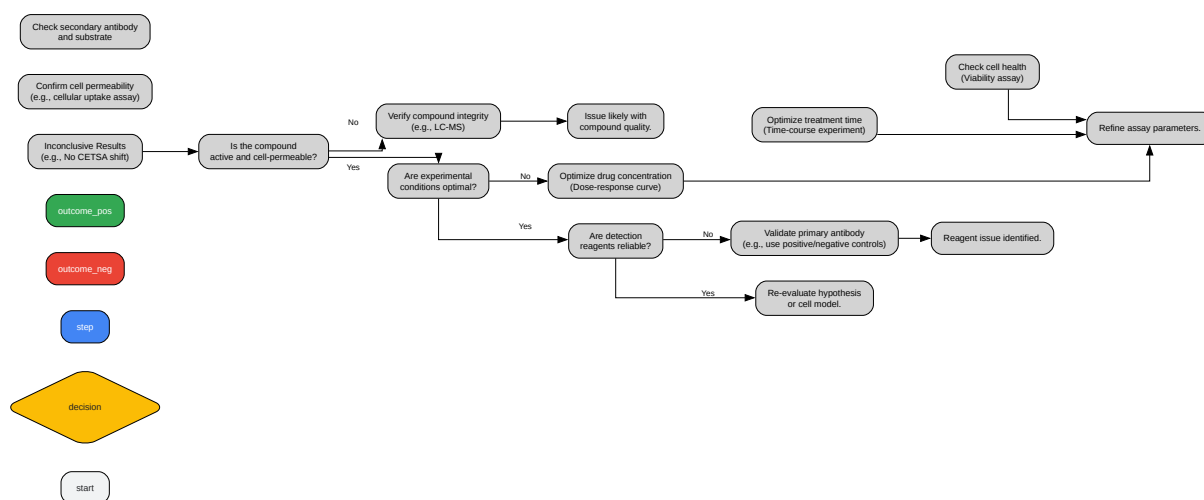 Check secondary antibody
and substrate
Confirm cell permeability
(e.g., cellular uptake assay)
Inconclusive Results
(e.g., No CETSA shift)
Is the compound
active and cell-permeable?
No
Yes
Verify compound integrity
(e.g., LC-MS)
Issue likely with
compound quality.
Are experimental
conditions optimal?
No
Optimize drug concentration
(Dose-response curve)
Optimize treatment time
(Time-course experiment)
Check cell health
(Viability assay)
Refine assay parameters.
Yes
Are detection
reagents reliable?
No
Validate primary antibody
(e.g., use positive/negative controls)
Reagent issue identified.
Yes
Re-evaluate hypothesis
or cell model.
outcome_pos
outcome_neg
step
decision
start